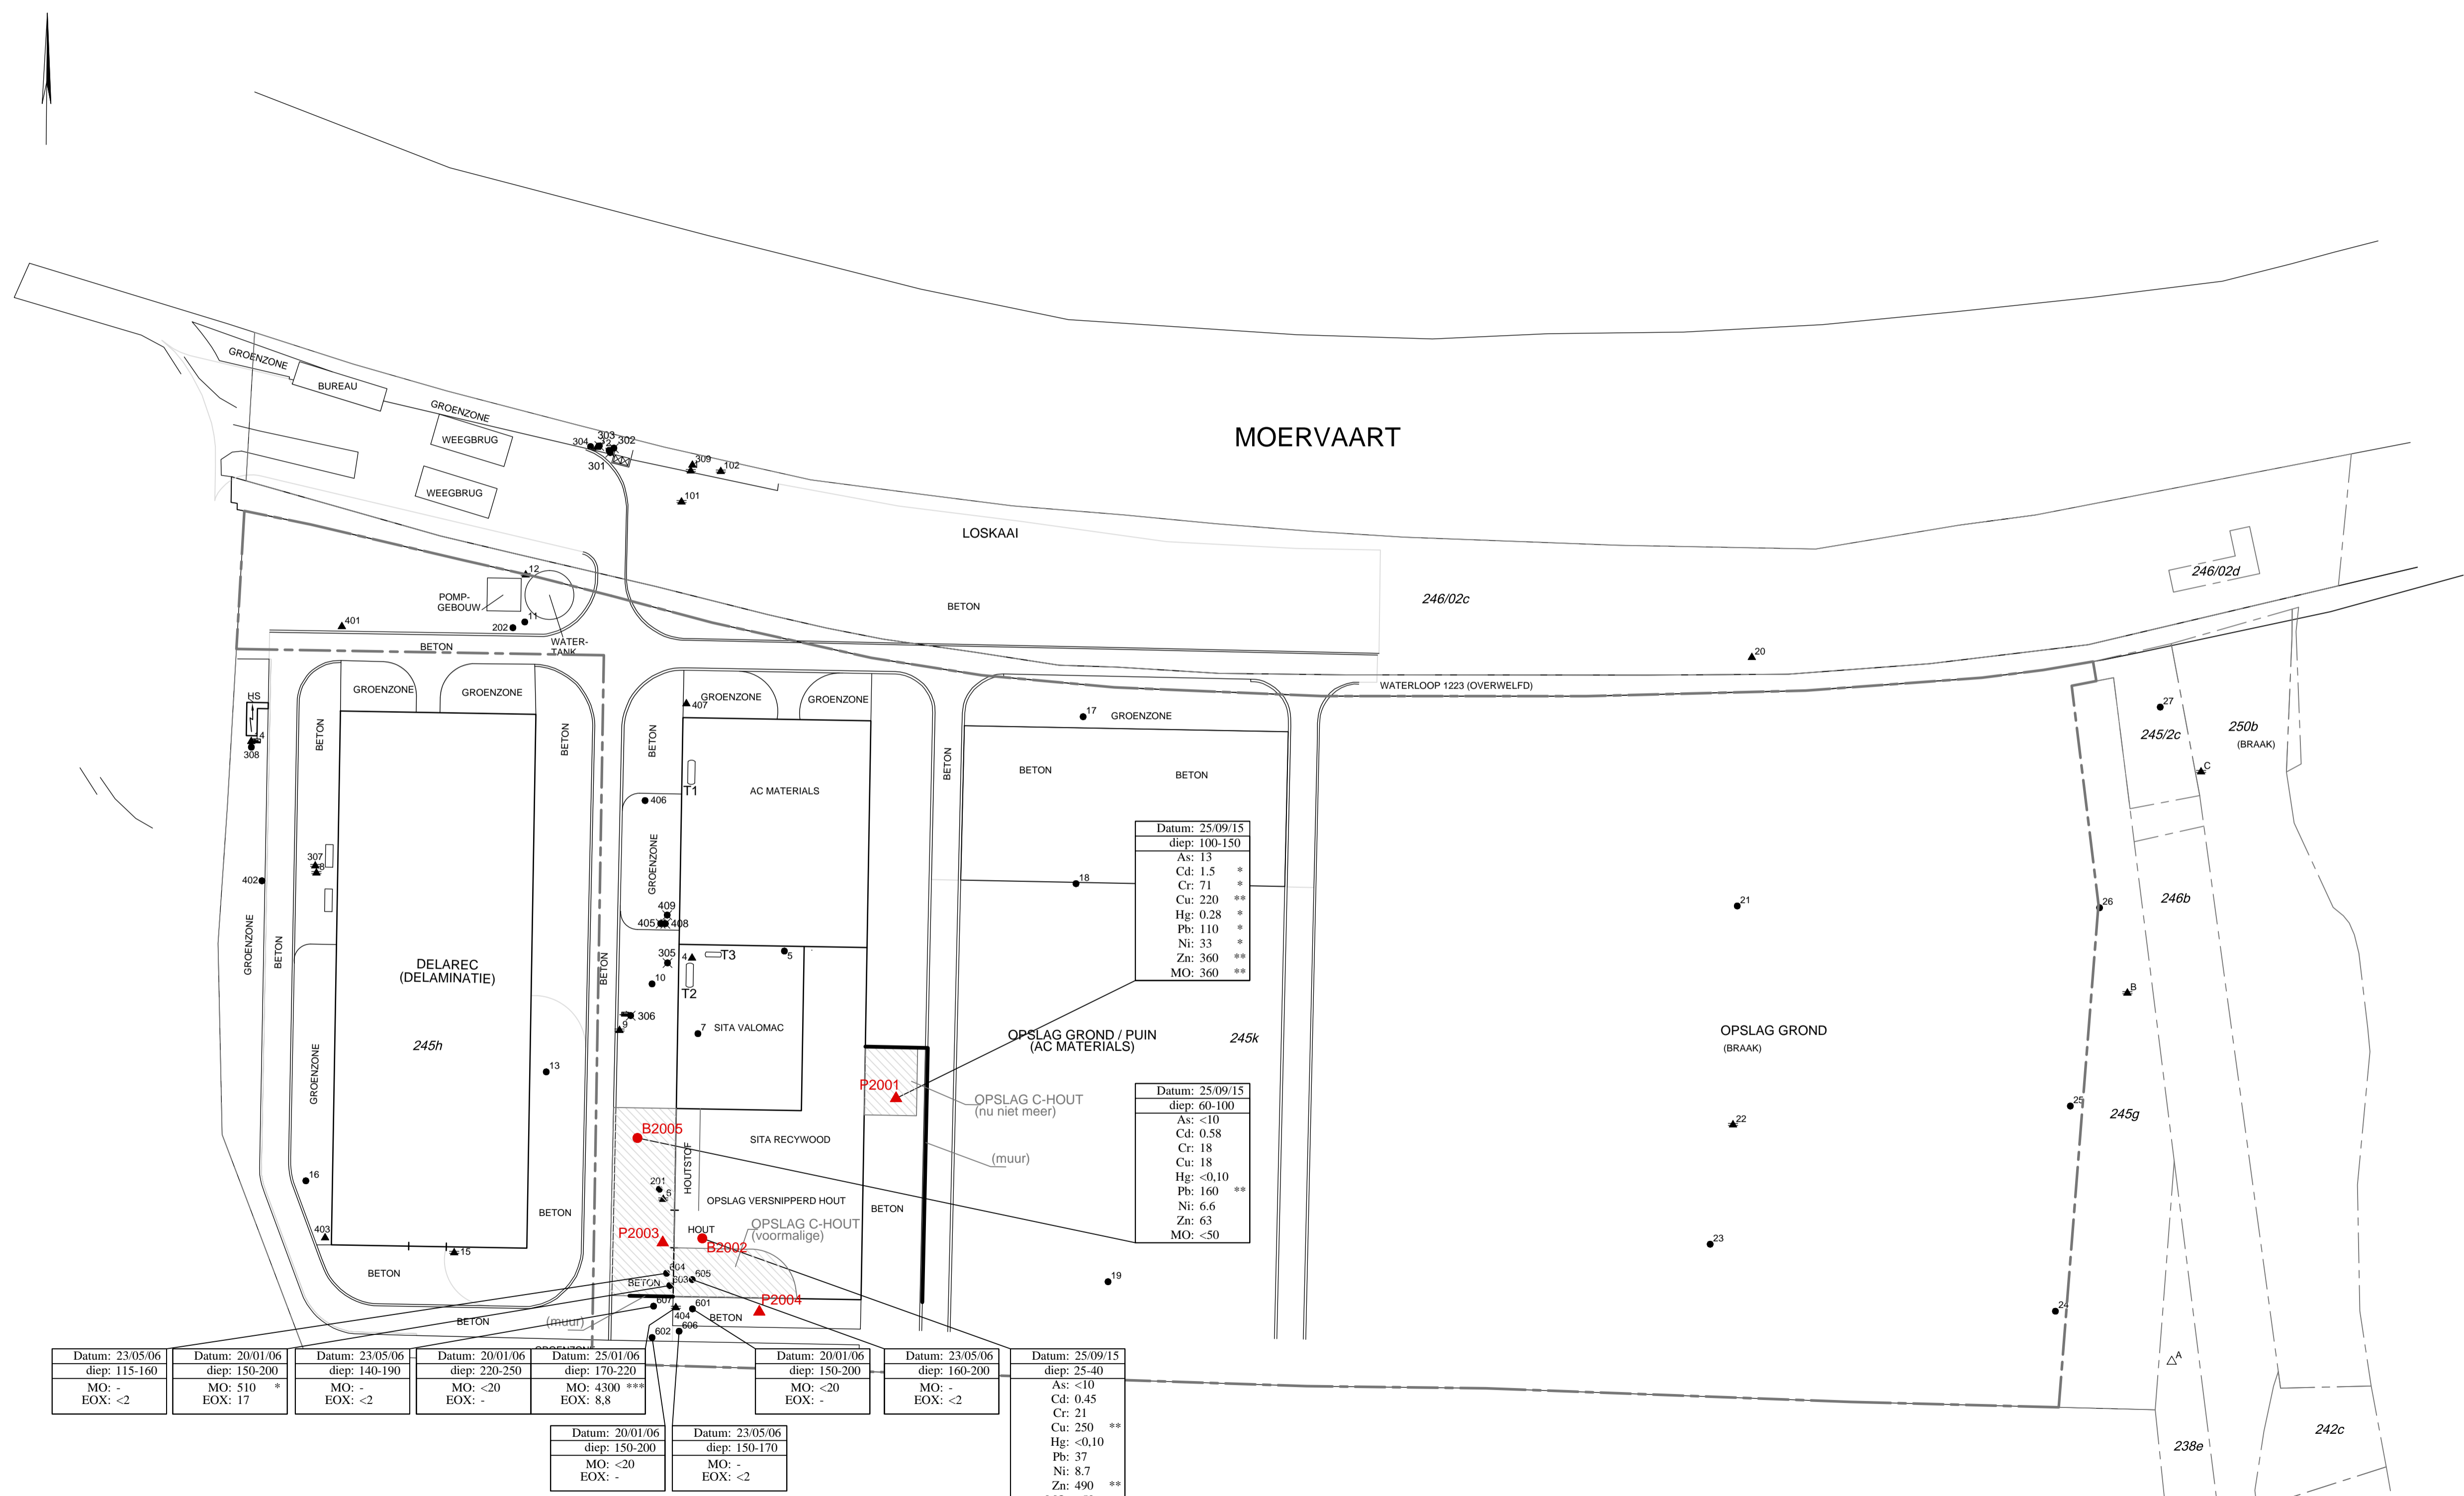 MOERVAART
GROENZONE
BUREAU
GROENZONE
WEEGBRUG
WEEGBRUG
304
303
302
301
309
102
101
LOSKAAI
BETON
246/02c
246/02d
12
POMP-
GEBOUW
11
202
WATER-
TANK
401
BETON
20
WATERLOOP 1223 (OVERWELFD)
HS
14
308
GROENZONE
GROENZONE
BETON
BETON
BETON
407
GROENZONE
GROENZONE
BETON
17
GROENZONE
BETON
BETON
27
245/2c
250b
(BRAAK)
C
T1
AC MATERIALS
406
GROENZONE
307
8
402
GROENZONE
BETON
DELAREC
(DELAMINATIE)
245h
GROENZONE
13
BETON
409
405
408
305
4
T3
5
10
T2
306
9
7
SITA VALOMAC
18
21
26
246b
B
Datum: 25/09/15
diep: 100-150
As: 13
Cd: 1.5 *
Cr: 71 *
Cu: 220 **
Hg: 0.28 *
Pb: 110 *
Ni: 33 *
Zn: 360 **
MO: 360 **
OPSLAG GROND / PUIN
(AC MATERIALS)
245k
OPSLAG GROND
(BRAAK)
P2001
OPSLAG C-HOUT
(nu niet meer)
(muur)
Datum: 25/09/15
diep: 60-100
As: <10
Cd: 0.58
Cr: 18
Cu: 18
Hg: <0,10
Pb: 160 **
Ni: 6.6
Zn: 63
MO: <50
25
245g
22
B2005
SITA RECYWOOD
HOUTSTOF
201
6
OPSLAG VERSNIPPERD HOUT
BETON
16
403
15
BETON
BETON
P2003
HOUT
B2002
OPSLAG C-HOUT
(voormalige)
23
19
24
604
603
605
BETON
607
404
601
P2004
BETON
606
602
(muur)
BETON
GROENZONE
A
238e
242c
Datum: 23/05/06
diep: 115-160
MO: -
EOX: <2
Datum: 20/01/06
diep: 150-200
MO: 510 *
EOX: 17
Datum: 23/05/06
diep: 140-190
MO: -
EOX: <2
Datum: 20/01/06
diep: 220-250
MO: <20
EOX: -
Datum: 25/01/06
diep: 170-220
MO: 4300 ***
EOX: 8,8
Datum: 20/01/06
diep: 150-200
MO: <20
EOX: -
Datum: 23/05/06
diep: 160-200
MO: -
EOX: <2
Datum: 25/09/15
diep: 25-40
As: <10
Cd: 0.45
Cr: 21
Cu: 250 **
Hg: <0,10
Pb: 37
Ni: 8.7
Zn: 490 **
Datum: 20/01/06
diep: 150-200
MO: <20
EOX: -
Datum: 23/05/06
diep: 150-170
MO: -
EOX: <2